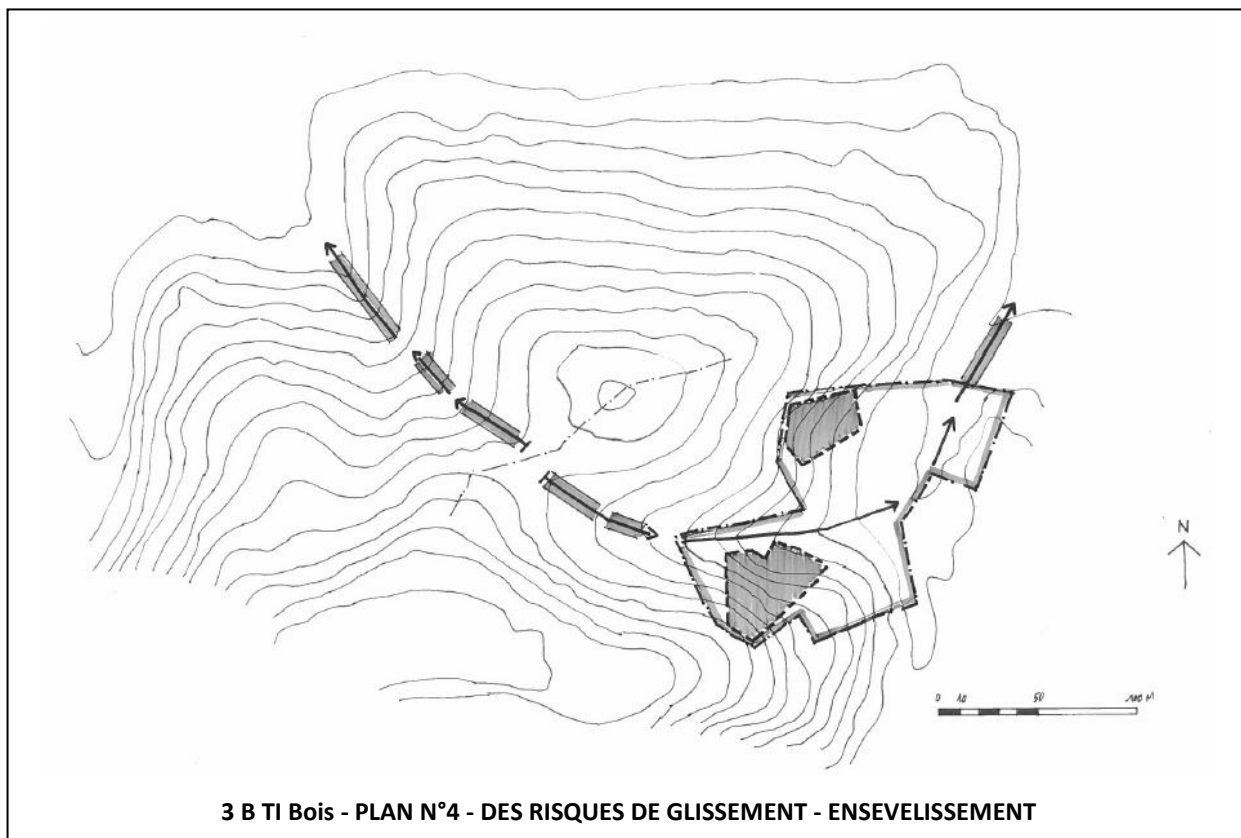 N
0 10 50 100 M
3 B TI Bois - PLAN N°4 - DES RISQUES DE GLISSEMENT - ENSEVELISSEMENT